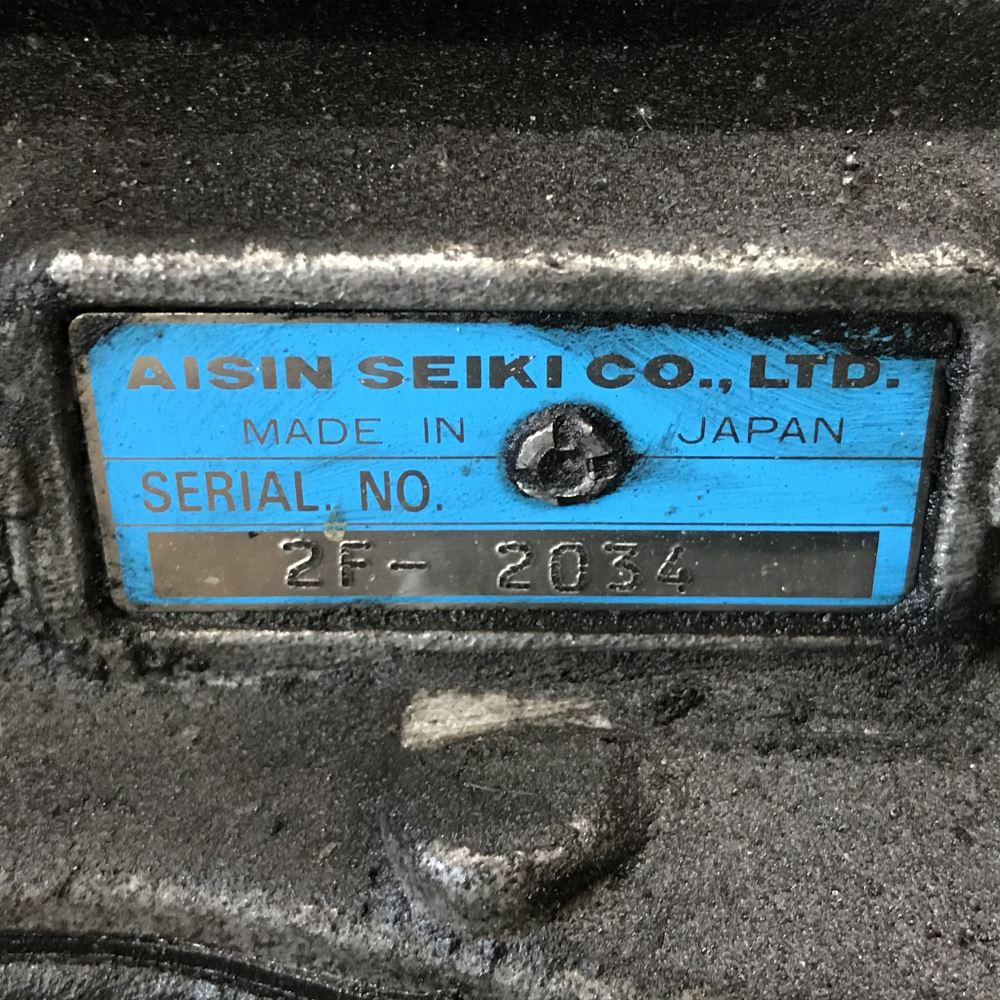 AISIN SEIKI CO., LTD.
MADE IN JAPAN
SERIAL. NO.
2F- 2034